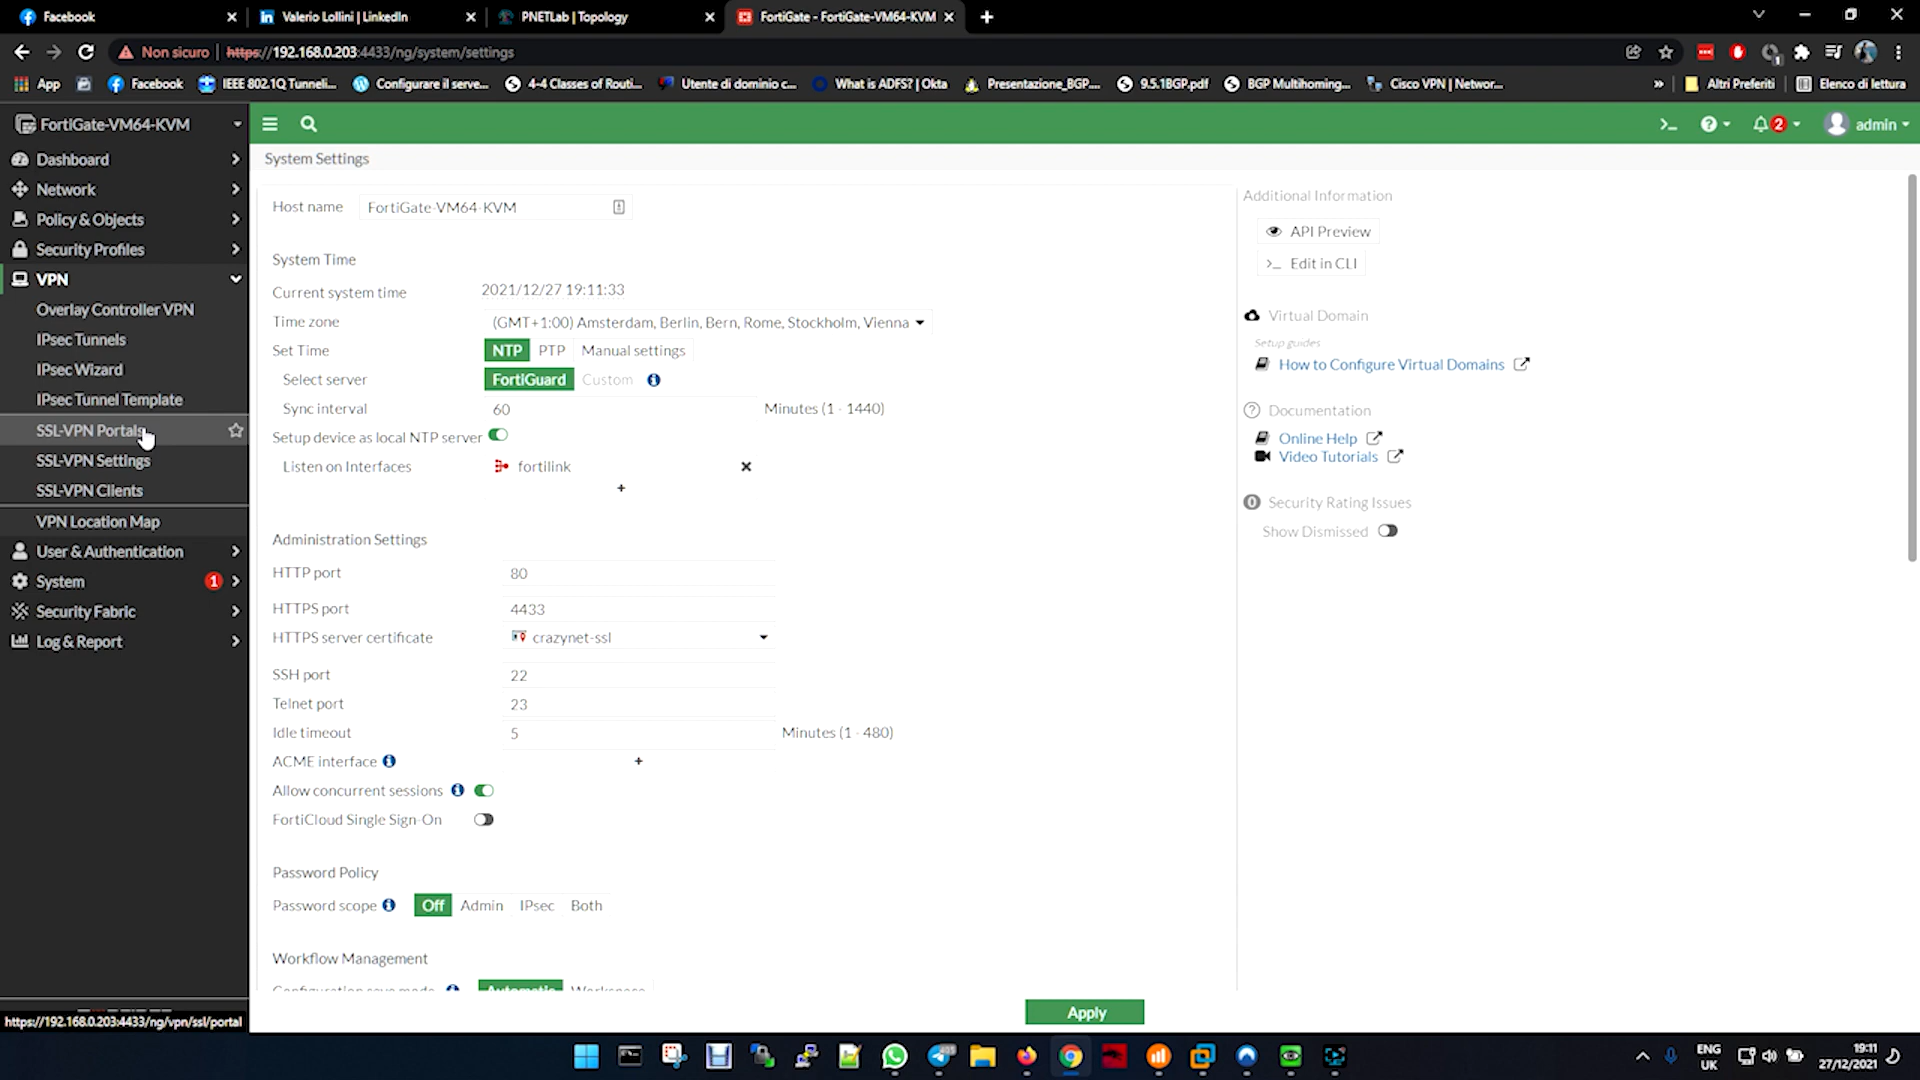 Facebook
Valerio Lollini | LinkedIn
PNETLab | Topology
FortiGate - FortiGate-VM64-KVM
Non sicuro
https://192.168.0.203:4433/ng/system/settings
App
Facebook
IEEE 802.1Q Tunneli...
Configurare il serve...
4-4 Classes of Routi...
Utente di dominio c...
What is ADFS? | Okta
Presentazione_BGP....
9.5.1BGP.pdf
BGP Multihoming...
Cisco VPN | Networ...
»
Altri Preferiti
Elenco di lettura
FortiGate-VM64-KVM
>_
2
admin
Dashboard
Network
Policy & Objects
Security Profiles
VPN
Overlay Controller VPN
IPsec Tunnels
IPsec Wizard
IPsec Tunnel Template
SSL-VPN Portals
SSL-VPN Settings
SSL-VPN Clients
VPN Location Map
User & Authentication
System
1
Security Fabric
Log & Report
https://192.168.0.203:4433/ng/vpn/ssl/portal
System Settings
Host name
FortiGate-VM64-KVM
System Time
Current system time
2021/12/27 19:11:33
Time zone
(GMT+1:00) Amsterdam, Berlin, Bern, Rome, Stockholm, Vienna
Set Time
NTP
PTP
Manual settings
Select server
FortiGuard
Custom
Sync interval
60
Minutes (1 - 1440)
Setup device as local NTP server
Listen on Interfaces
fortilink
+
Administration Settings
HTTP port
80
HTTPS port
4433
HTTPS server certificate
crazynet-ssl
SSH port
22
Telnet port
23
Idle timeout
5
Minutes (1 - 480)
ACME interface
+
Allow concurrent sessions
FortiCloud Single Sign-On
Password Policy
Password scope
Off
Admin
IPsec
Both
Workflow Management
Configuration save mode
Automatic
Workspace
Apply
Additional Information
API Preview
>_ Edit in CLI
Virtual Domain
Setup guides
How to Configure Virtual Domains
Documentation
Online Help
Video Tutorials
0 Security Rating Issues
Show Dismissed
ENG
UK
19:11
27/12/2021